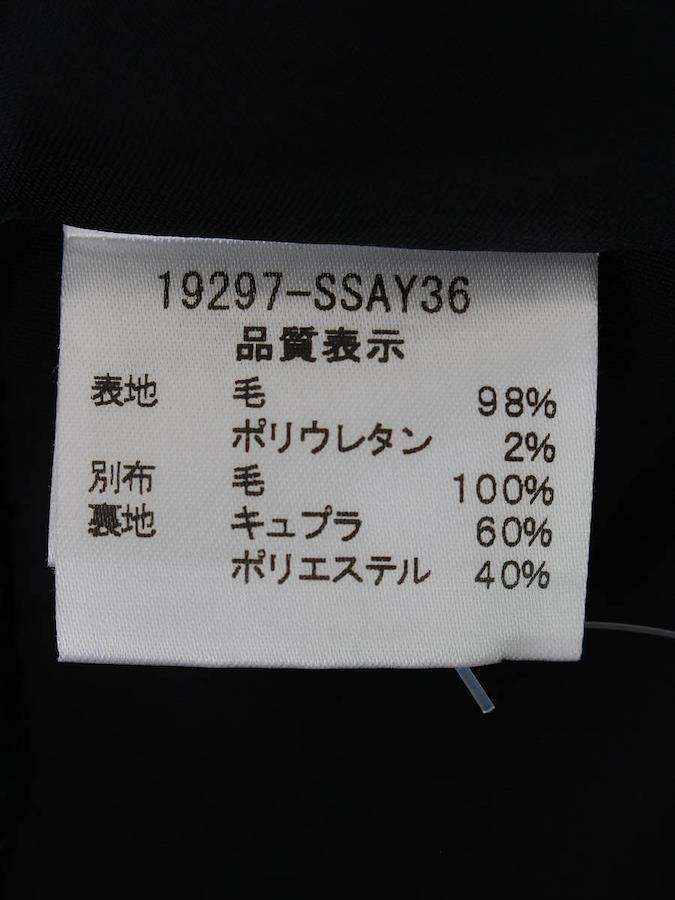 19297-SSAY36
品質表示
表地 毛 98%
ポリウレタン 2%
別布 毛 100%
裏地 キュプラ 60%
ポリエステル 40%